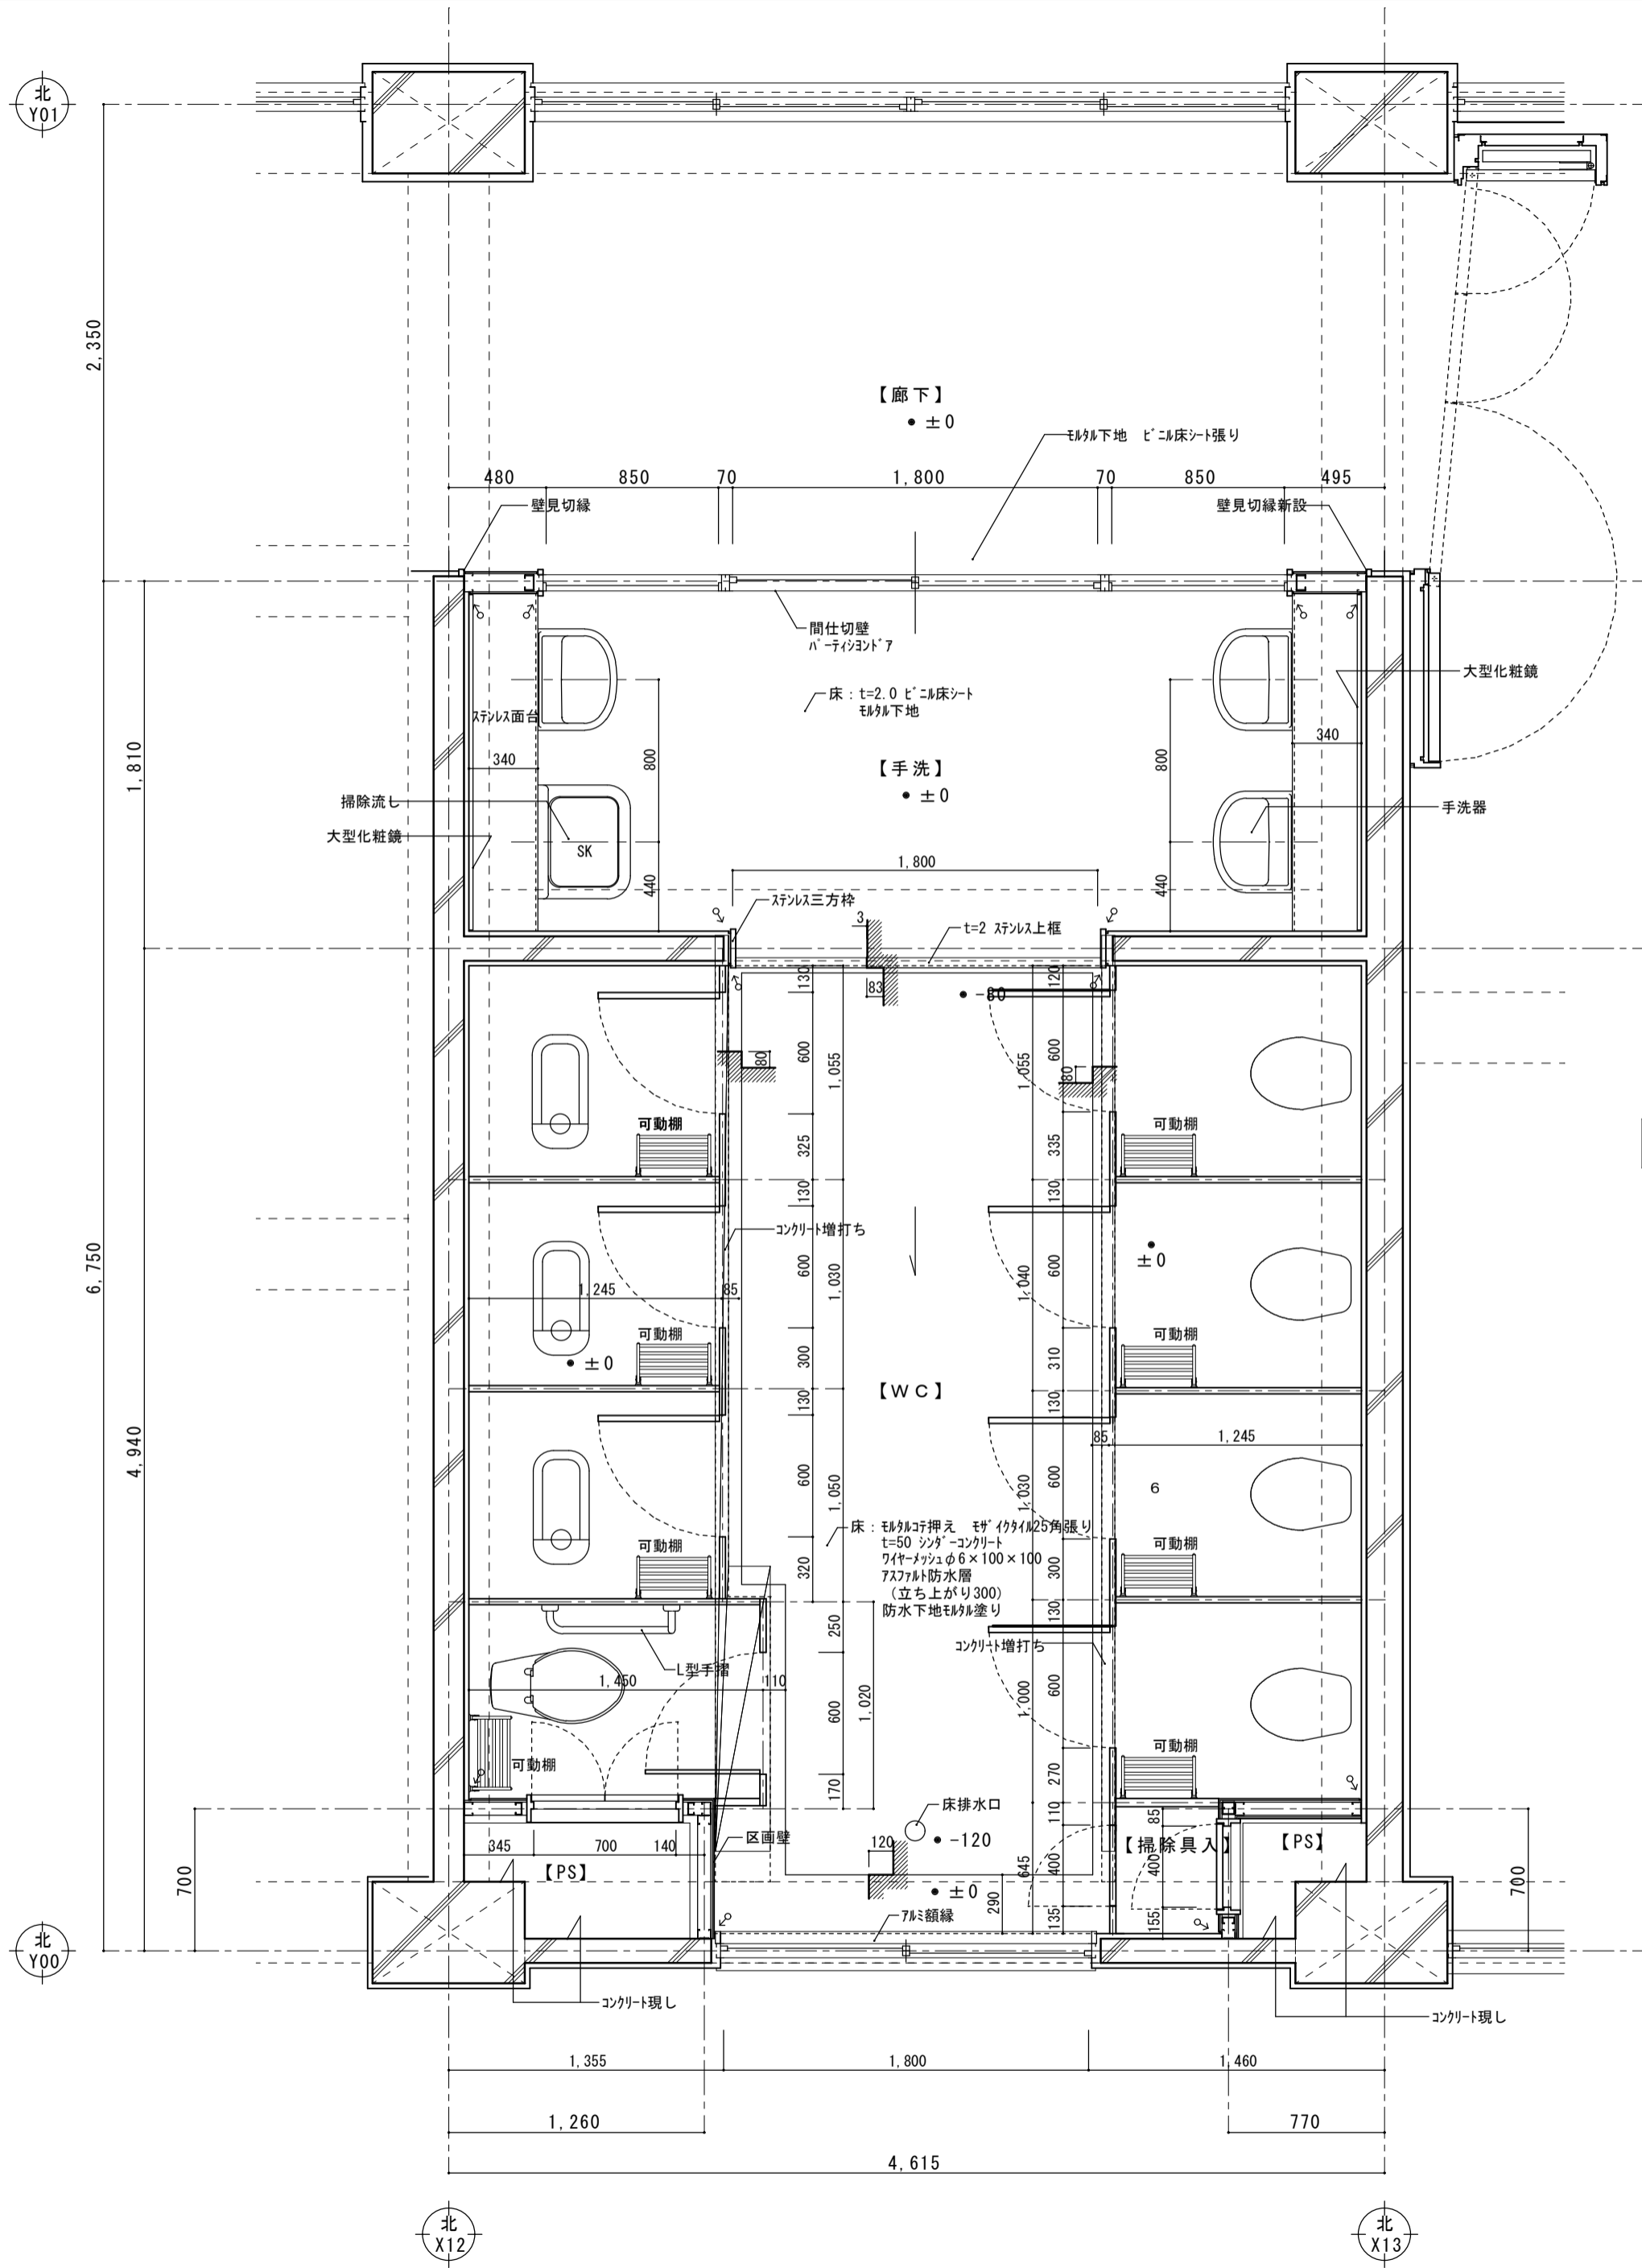 北
Y01
2,350
【廊下】
±0
モルタル下地 ビニル床シート張り
480 850 70 1,800 70 850 495
壁見切縁
壁見切縁新設
間仕切壁
パーティションドア
大型化粧鏡
床：t=2.0 ビニル床シート
モルタル下地
ステンレス面台
340
800
【手洗】
±0
800
340
1,810
掃除流し
大型化粧鏡
SK
手洗器
440
1,800
440
ステンレス三方枠
3
t=2 ステンレス上框
83
-80
130
120
600
1,055
1,055
600
80
80
可動棚
可動棚
325
335
130
130
コンクリート増打ち
±0
6,750
600
1,030
1,040
600
1,245
85
可動棚
可動棚
±0
300
310
【WC】
130
130
4,940
85
1,245
600
1,050
1,030
600
6
床：モルタルコテ押え モザイクタイル25角張り
t=50 シンダーコンクリート
ワイヤーメッシュφ6×100×100
アスファルト防水層
（立ち上がり300）
防水下地モルタル塗り
可動棚
可動棚
320
300
130
250
コンクリート増打ち
L型手摺
1,450
110
600
1,020
1,000
600
可動棚
可動棚
170
270
110
床排水口
-120
120
区画壁
345 700 140
【PS】
【掃除具入】
【PS】
85
400
645
400
700
700
±0
290
135
155
アルミ額縁
北
Y00
コンクリート現し
コンクリート現し
1,355 1,800 1,460
1,260
770
4,615
北
X12
北
X13